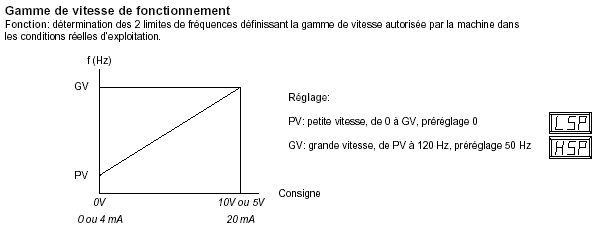 Gamme de vitesse de fonctionnement
Fonction: détermination des 2 limites de fréquences définissant la gamme de vitesse autorisée par la machine dans
les conditions réelles d'exploitation.
f (Hz)
GV
Réglage:
PV: petite vitesse, de 0 à GV, préréglage 0
LSP
GV: grande vitesse, de PV à 120 Hz, préréglage 50 Hz
HSP
PV
Consigne
0V
10V ou 5V
0 ou 4 mA
20 mA